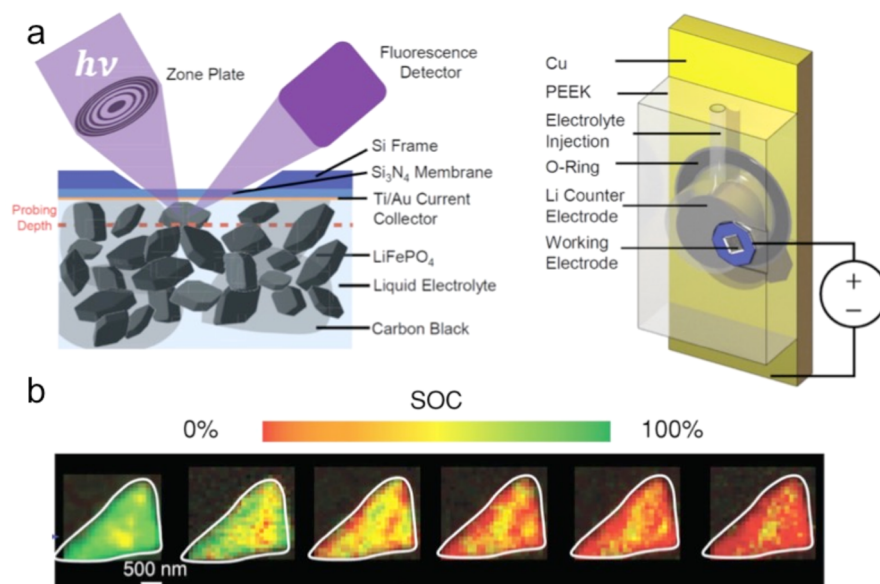 a
hν
Zone Plate
Fluorescence
Detector
Si Frame
Si₃N₄ Membrane
Ti/Au Current
Collector
Probing
Depth
LiFePO₄
Liquid Electrolyte
Carbon Black
Cu
PEEK
Electrolyte
Injection
O-Ring
Li Counter
Electrode
Working
Electrode
+
−
b
SOC
0%
100%
500 nm